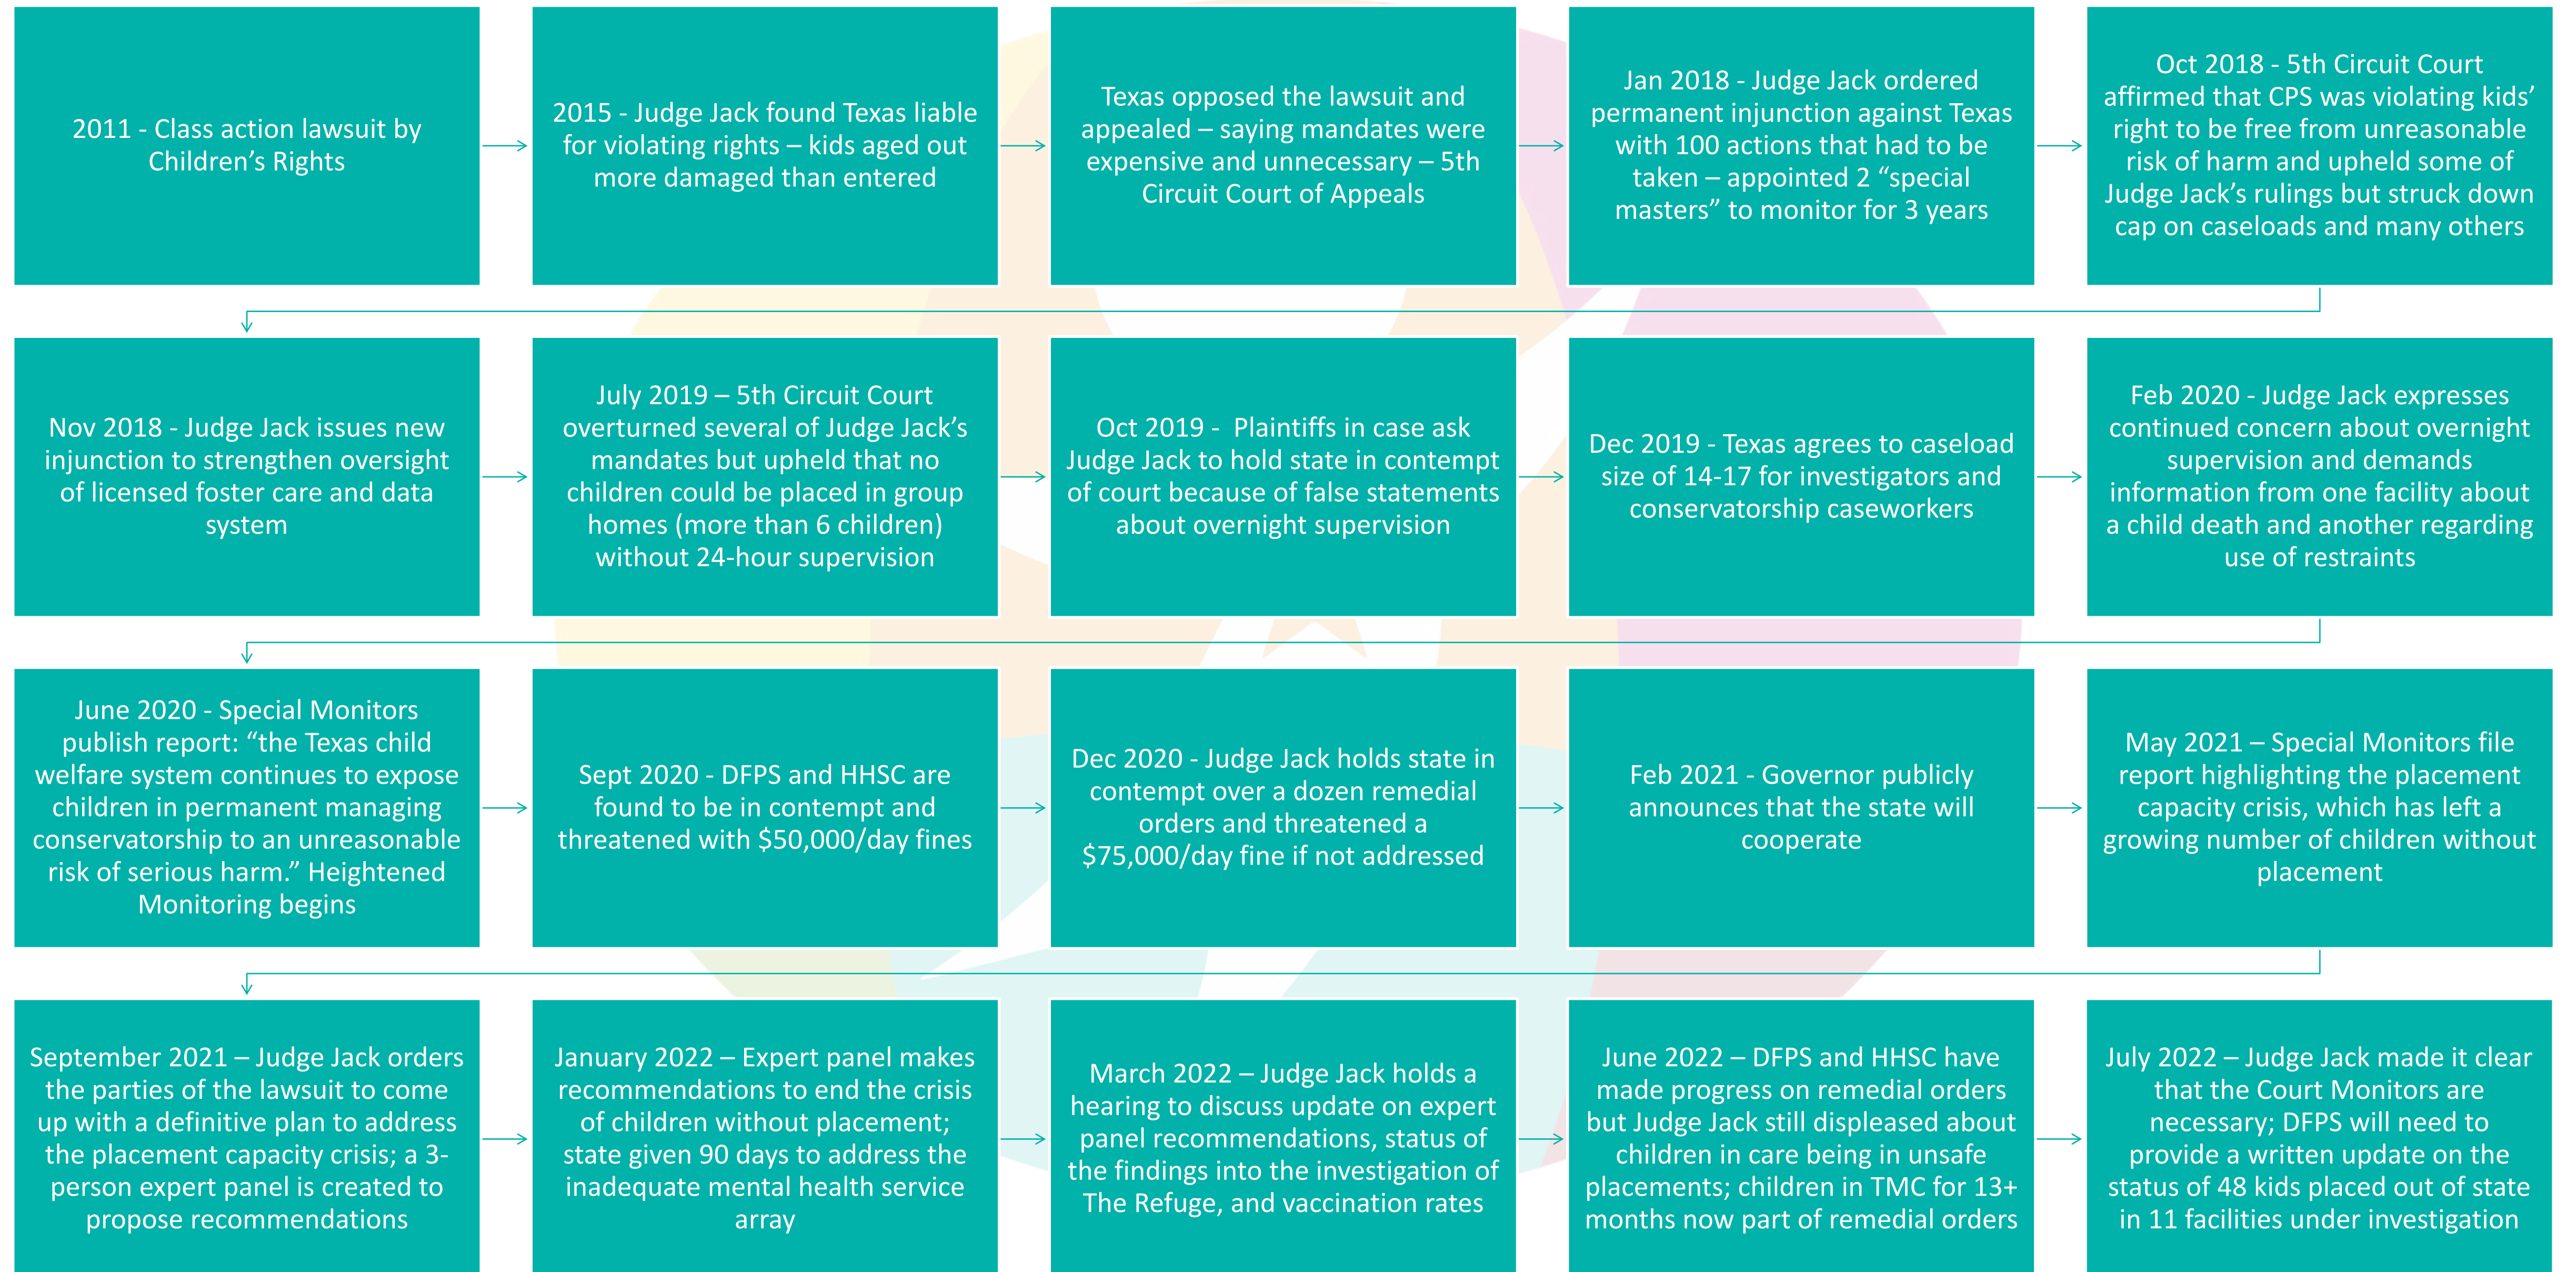 2011 - Class action lawsuit by
Children’s Rights
2015 - Judge Jack found Texas liable
for violating rights – kids aged out
more damaged than entered
Texas opposed the lawsuit and
appealed – saying mandates were
expensive and unnecessary – 5th
Circuit Court of Appeals
Jan 2018 - Judge Jack ordered
permanent injunction against Texas
with 100 actions that had to be
taken – appointed 2 “special
masters” to monitor for 3 years
Oct 2018 - 5th Circuit Court
affirmed that CPS was violating kids’
right to be free from unreasonable
risk of harm and upheld some of
Judge Jack’s rulings but struck down
cap on caseloads and many others
Nov 2018 - Judge Jack issues new
injunction to strengthen oversight
of licensed foster care and data
system
July 2019 – 5th Circuit Court
overturned several of Judge Jack’s
mandates but upheld that no
children could be placed in group
homes (more than 6 children)
without 24-hour supervision
Oct 2019 -  Plaintiffs in case ask
Judge Jack to hold state in contempt
of court because of false statements
about overnight supervision
Dec 2019 - Texas agrees to caseload
size of 14-17 for investigators and
conservatorship caseworkers
Feb 2020 - Judge Jack expresses
continued concern about overnight
supervision and demands
information from one facility about
a child death and another regarding
use of restraints
June 2020 - Special Monitors
publish report: “the Texas child
welfare system continues to expose
children in permanent managing
conservatorship to an unreasonable
risk of serious harm.” Heightened
Monitoring begins
Sept 2020 - DFPS and HHSC are
found to be in contempt and
threatened with $50,000/day fines
Dec 2020 - Judge Jack holds state in
contempt over a dozen remedial
orders and threatened a
$75,000/day fine if not addressed
Feb 2021 - Governor publicly
announces that the state will
cooperate
May 2021 – Special Monitors file
report highlighting the placement
capacity crisis, which has left a
growing number of children without
placement
September 2021 – Judge Jack orders
the parties of the lawsuit to come
up with a definitive plan to address
the placement capacity crisis; a 3-
person expert panel is created to
propose recommendations
January 2022 – Expert panel makes
recommendations to end the crisis
of children without placement;
state given 90 days to address the
inadequate mental health service
array
March 2022 – Judge Jack holds a
hearing to discuss update on expert
panel recommendations, status of
the findings into the investigation of
The Refuge, and vaccination rates
June 2022 – DFPS and HHSC have
made progress on remedial orders
but Judge Jack still displeased about
children in care being in unsafe
placements; children in TMC for 13+
months now part of remedial orders
July 2022 – Judge Jack made it clear
that the Court Monitors are
necessary; DFPS will need to
provide a written update on the
status of 48 kids placed out of state
in 11 facilities under investigation